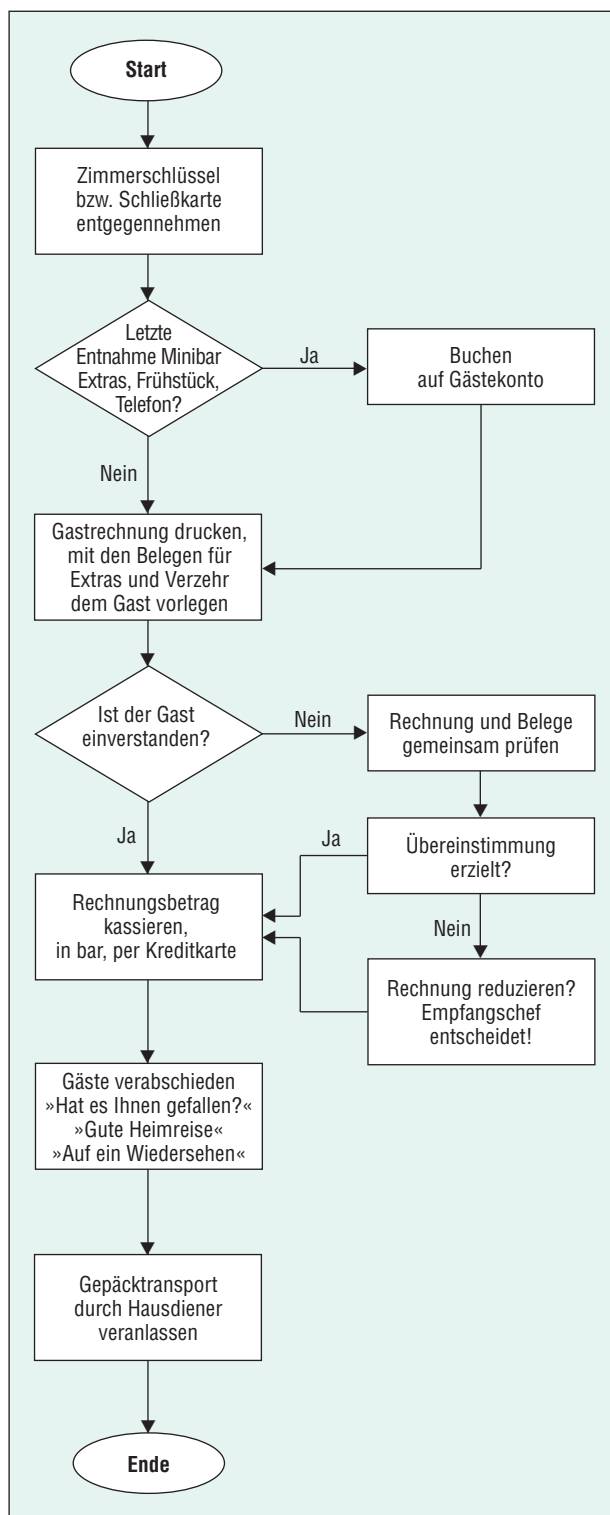 Start
Zimmerschlüssel
bzw. Schließkarte
entgegennehmen
Letzte
Entnahme Minibar
Extras, Frühstück,
Telefon?
Ja
Buchen
auf Gästekonto
Nein
Gastrechnung drucken,
mit den Belegen für
Extras und Verzehr
dem Gast vorlegen
Ist der Gast
einverstanden?
Nein
Rechnung und Belege
gemeinsam prüfen
Ja
Ja
Übereinstimmung
erzielt?
Rechnungsbetrag
kassieren,
in bar, per Kreditkarte
Nein
Rechnung reduzieren?
Empfangschef
entscheidet!
Gäste verabschieden
»Hat es Ihnen gefallen?«
»Gute Heimreise«
»Auf ein Wiedersehen«
Gepäcktransport
durch Hausdiener
veranlassen
Ende